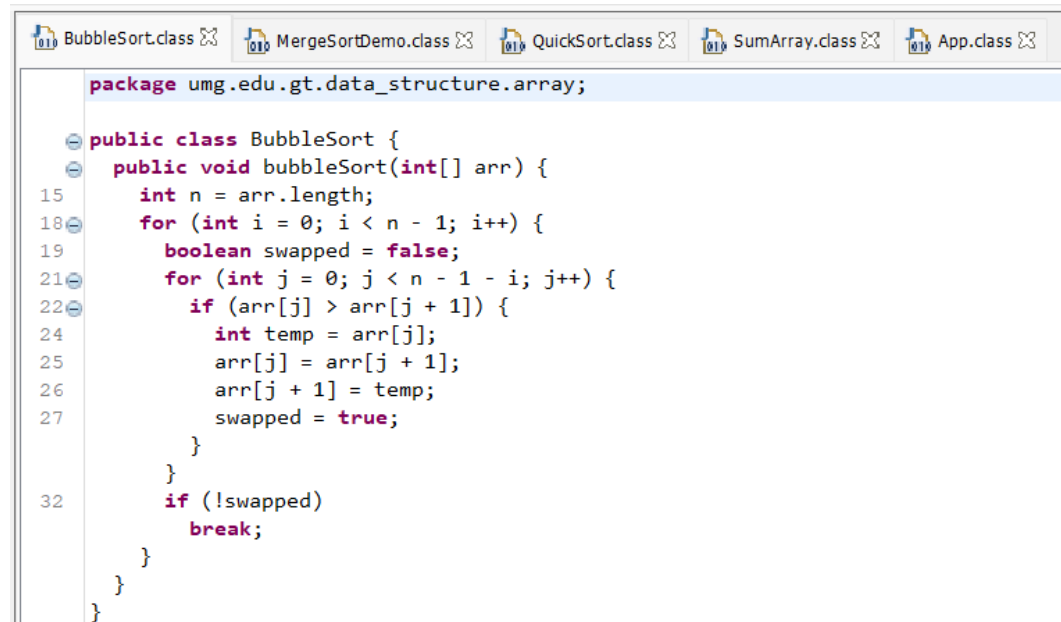 BubbleSort.class MergeSortDemo.class QuickSort.class SumArray.class App.class
package umg.edu.gt.data_structure.array;
public class BubbleSort {
public void bubbleSort(int[] arr) {
15 int n = arr.length;
18 for (int i = 0; i < n - 1; i++) {
19 boolean swapped = false;
21 for (int j = 0; j < n - 1 - i; j++) {
22 if (arr[j] > arr[j + 1]) {
24 int temp = arr[j];
25 arr[j] = arr[j + 1];
26 arr[j + 1] = temp;
27 swapped = true;
}
}
32 if (!swapped)
break;
}
}
}